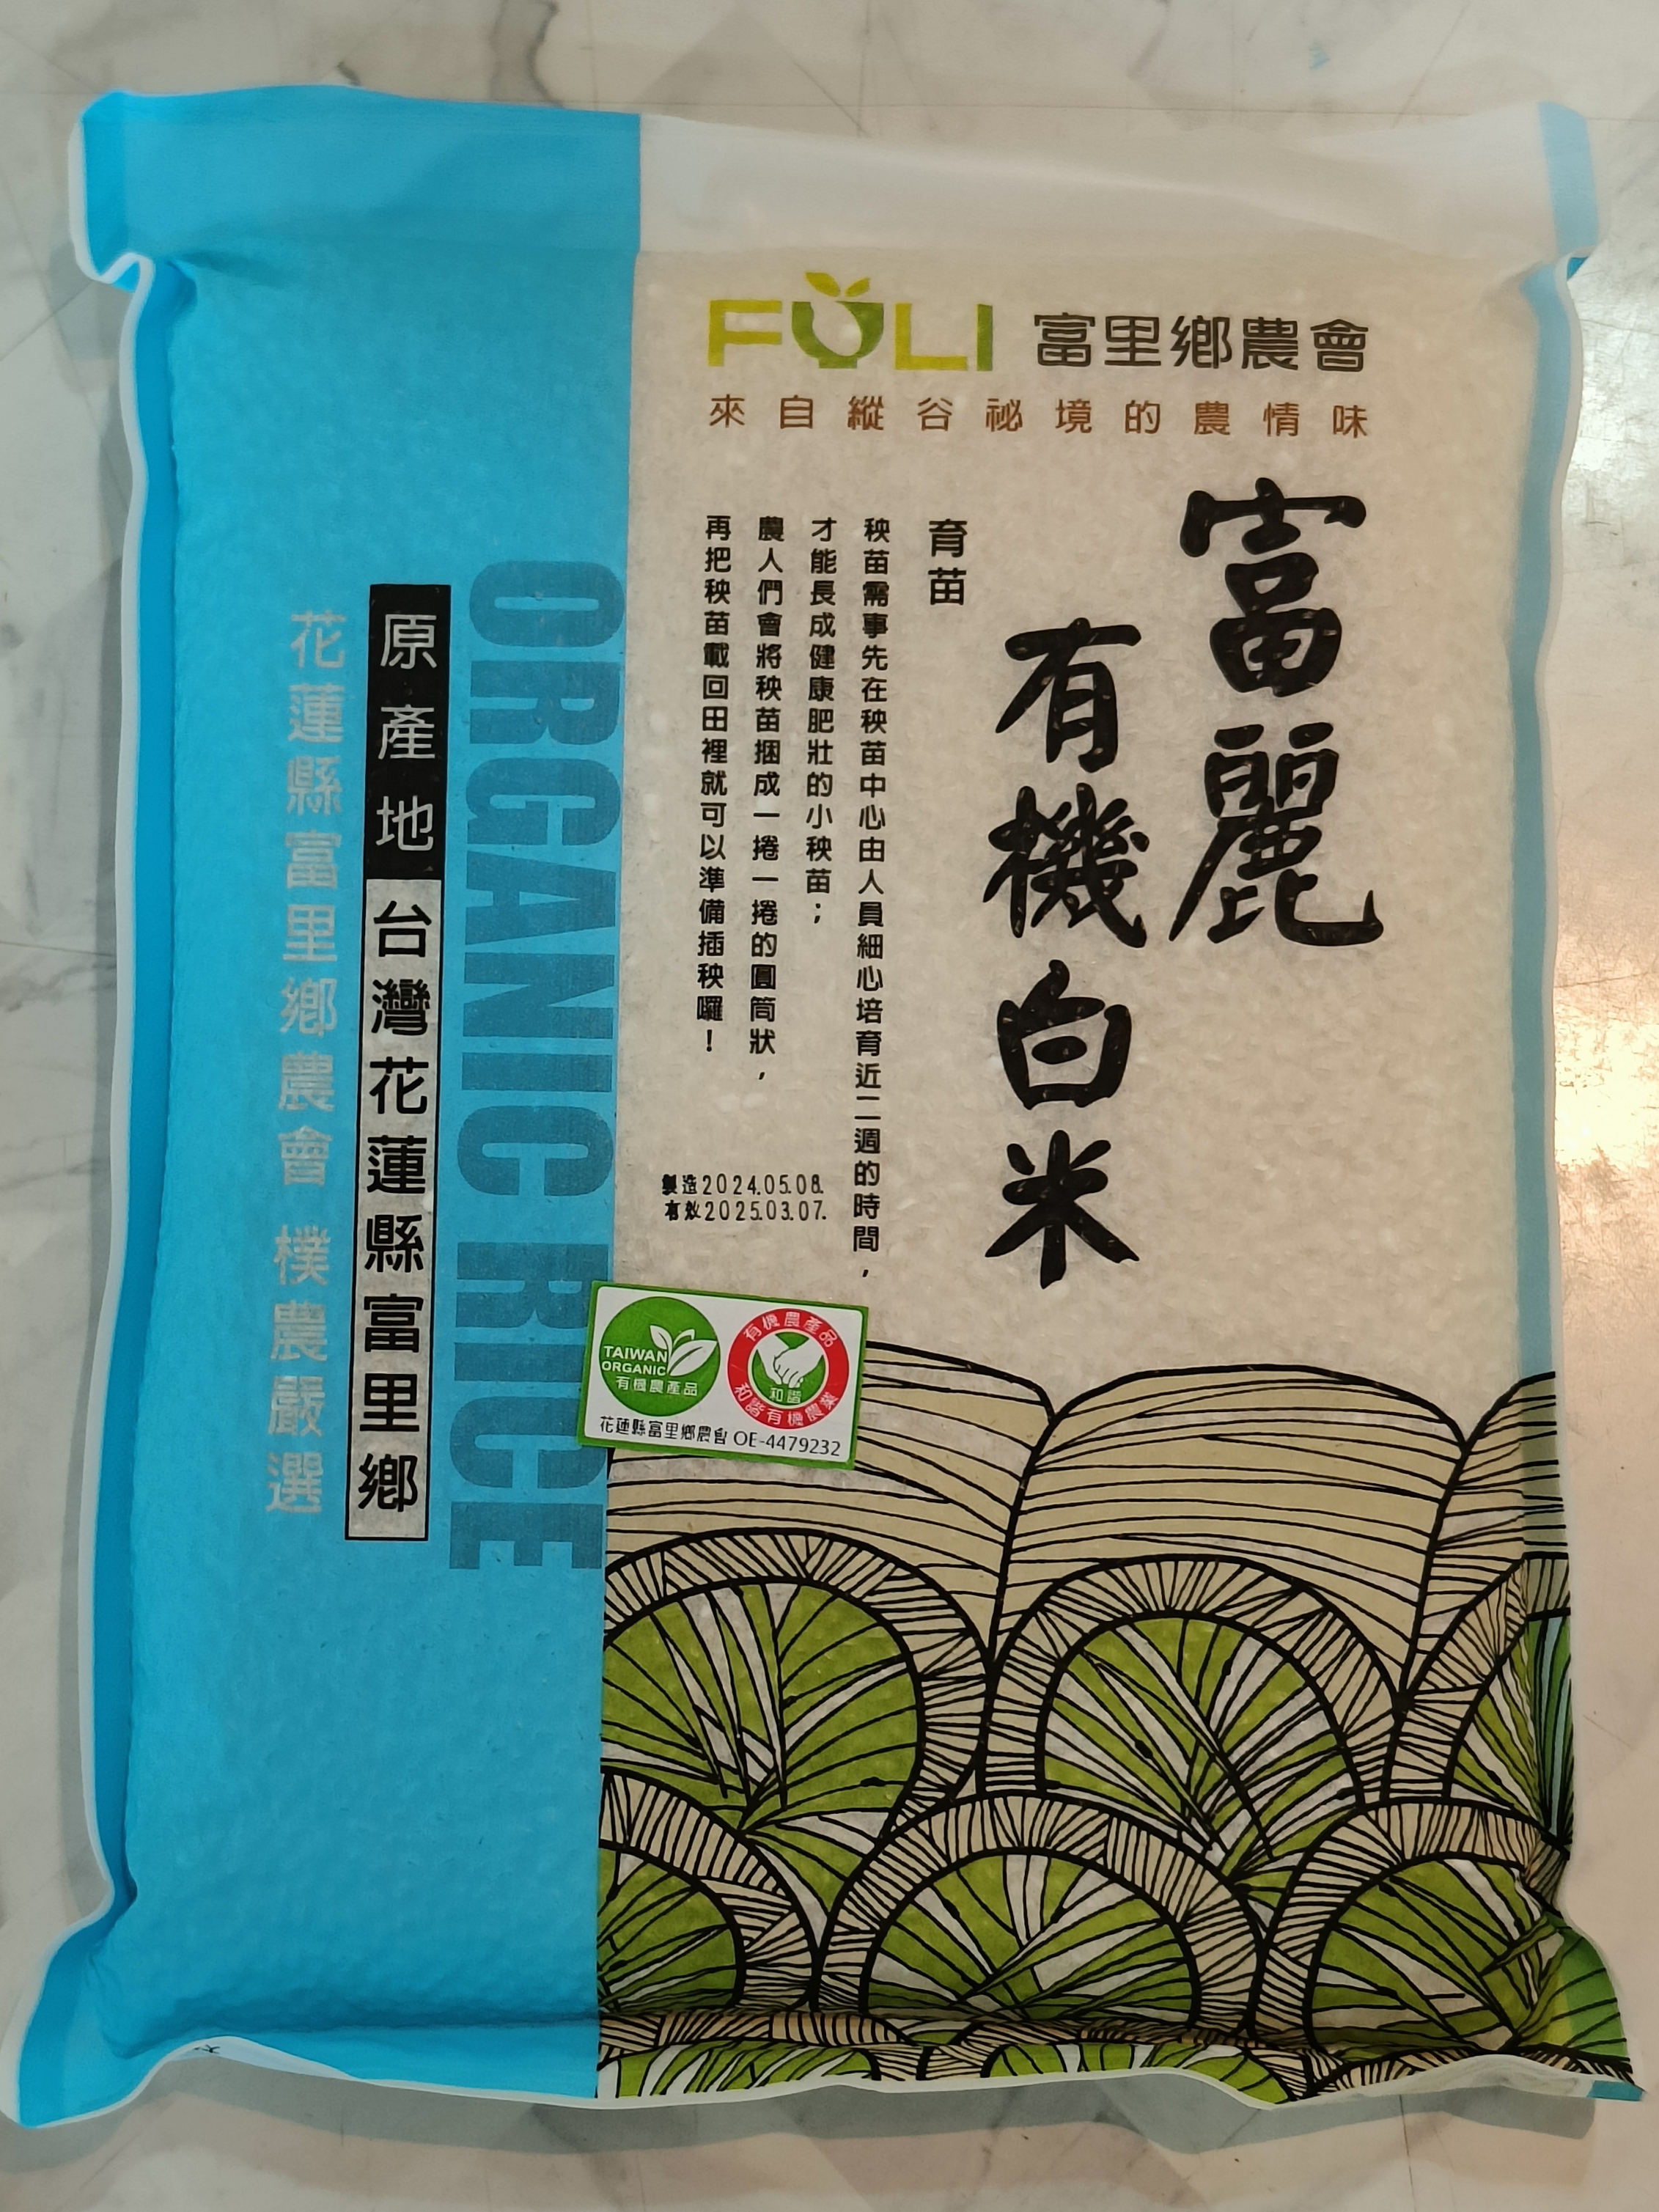 FULI 富里鄉農會
來自縱谷祕境的農情味
富麗
有機白米
育苗
秧苗需事先在秧苗中心由人員細心培育近二週的時間，
才能長成健康肥壯的小秧苗；
農人們會將秧苗捆成一捲一捲的圓筒狀，
再把秧苗載回田裡就可以準備插秧囉！
製造2024.05.08.
有效2025.03.07.
ORGANIC RICE
原產地 台灣花蓮縣富里鄉
花蓮縣富里鄉農會 樸農嚴選
TAIWAN
ORGANIC
有機農產品
有機農產品
和諧
和諧有機農業
花蓮縣富里鄉農會 OE-4479232